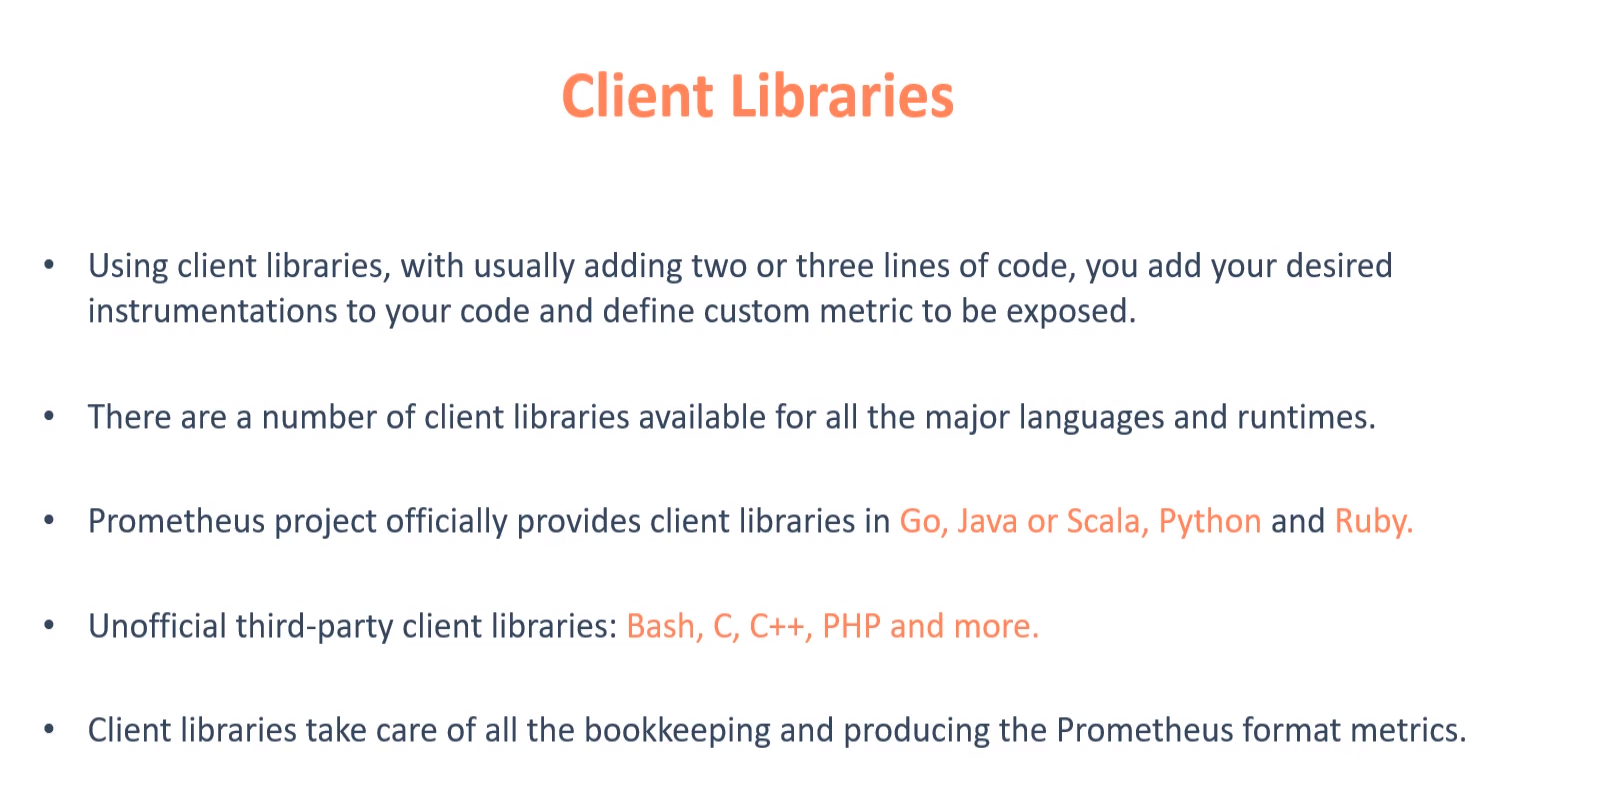 Client Libraries
• Using client libraries, with usually adding two or three lines of code, you add your desired
instrumentations to your code and define custom metric to be exposed.
• There are a number of client libraries available for all the major languages and runtimes.
• Prometheus project officially provides client libraries in Go, Java or Scala, Python and Ruby.
• Unofficial third-party client libraries: Bash, C, C++, PHP and more.
• Client libraries take care of all the bookkeeping and producing the Prometheus format metrics.